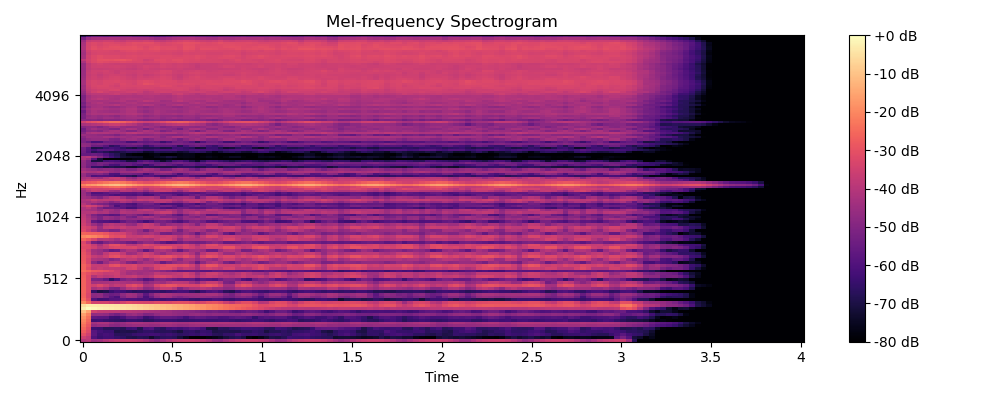 Mel-frequency Spectrogram
Hz
4096
2048
1024
512
0
0 0.5 1 1.5 2 2.5 3 3.5 4
Time
+0 dB
-10 dB
-20 dB
-30 dB
-40 dB
-50 dB
-60 dB
-70 dB
-80 dB